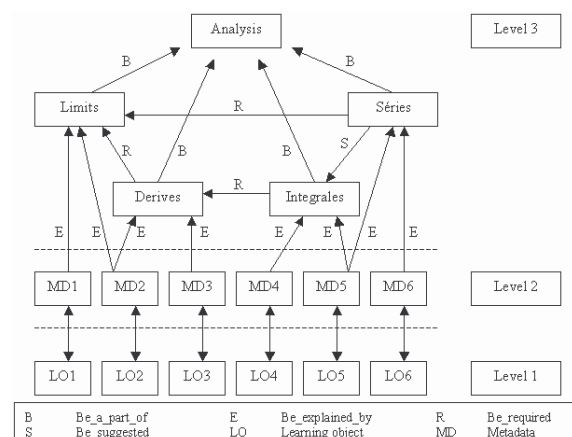 Analysis Level 3
B B
Limits R Séries
R B B S
Derives R Integrales
E E E E E E E E
MD1 MD2 MD3 MD4 MD5 MD6 Level 2
LO1 LO2 LO3 LO4 LO5 LO6 Level 1
B Be_a_part_of E Be_explained_by R Be_required
S Be_suggested LO Learning object MD Metadata